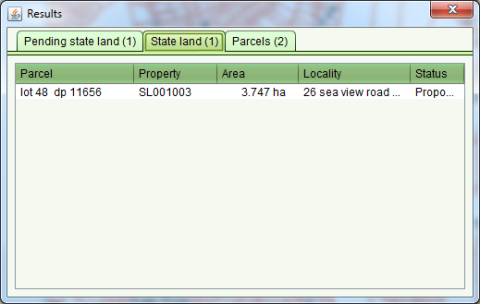 Results
Pending state land (1) State land (1) Parcels (2)
Parcel Property Area Locality Status
lot 48 dp 11656 SL001003 3.747 ha 26 sea view road ... Propo...